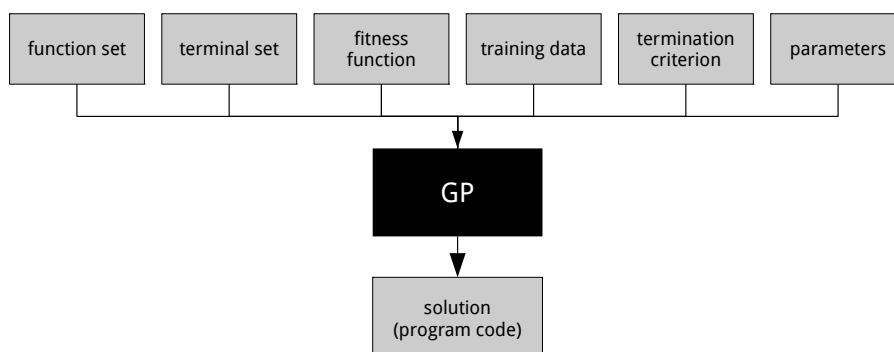 function set
terminal set
fitness
function
training data
termination
criterion
parameters
GP
solution
(program code)